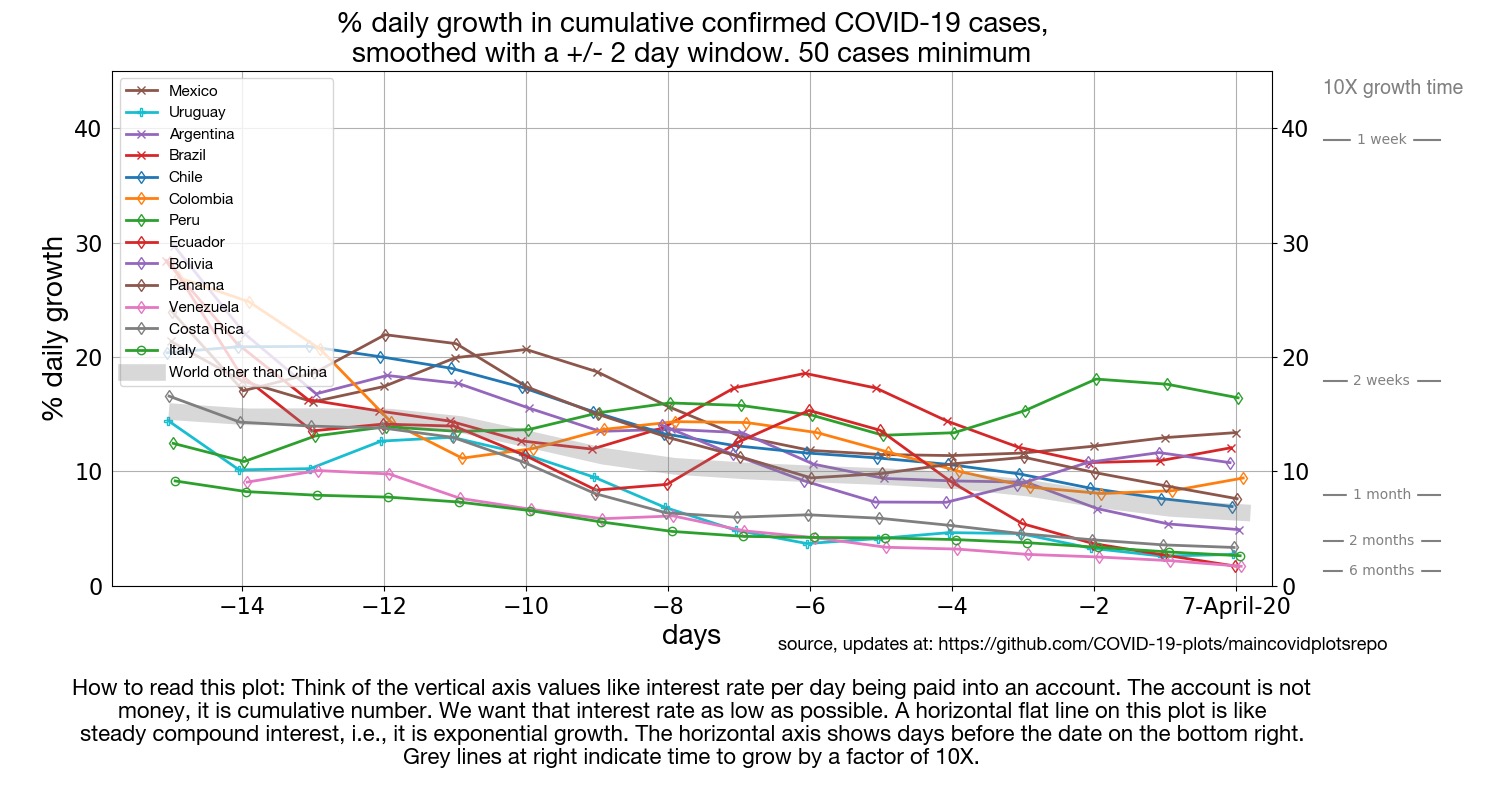 % daily growth in cumulative confirmed COVID-19 cases,
smoothed with a +/- 2 day window. 50 cases minimum
10X growth time
Mexico
Uruguay
Argentina
Brazil
Chile
Colombia
Peru
Ecuador
Bolivia
Panama
Venezuela
Costa Rica
Italy
World other than China
% daily growth
40
30
20
10
0
40
30
20
10
0
1 week
2 weeks
1 month
2 months
6 months
−14 −12 −10 −8 −6 −4 −2 7-April-20
days
source, updates at: https://github.com/COVID-19-plots/maincovidplotsrepo
How to read this plot: Think of the vertical axis values like interest rate per day being paid into an account. The account is not
money, it is cumulative number. We want that interest rate as low as possible. A horizontal flat line on this plot is like
steady compound interest, i.e., it is exponential growth. The horizontal axis shows days before the date on the bottom right.
Grey lines at right indicate time to grow by a factor of 10X.